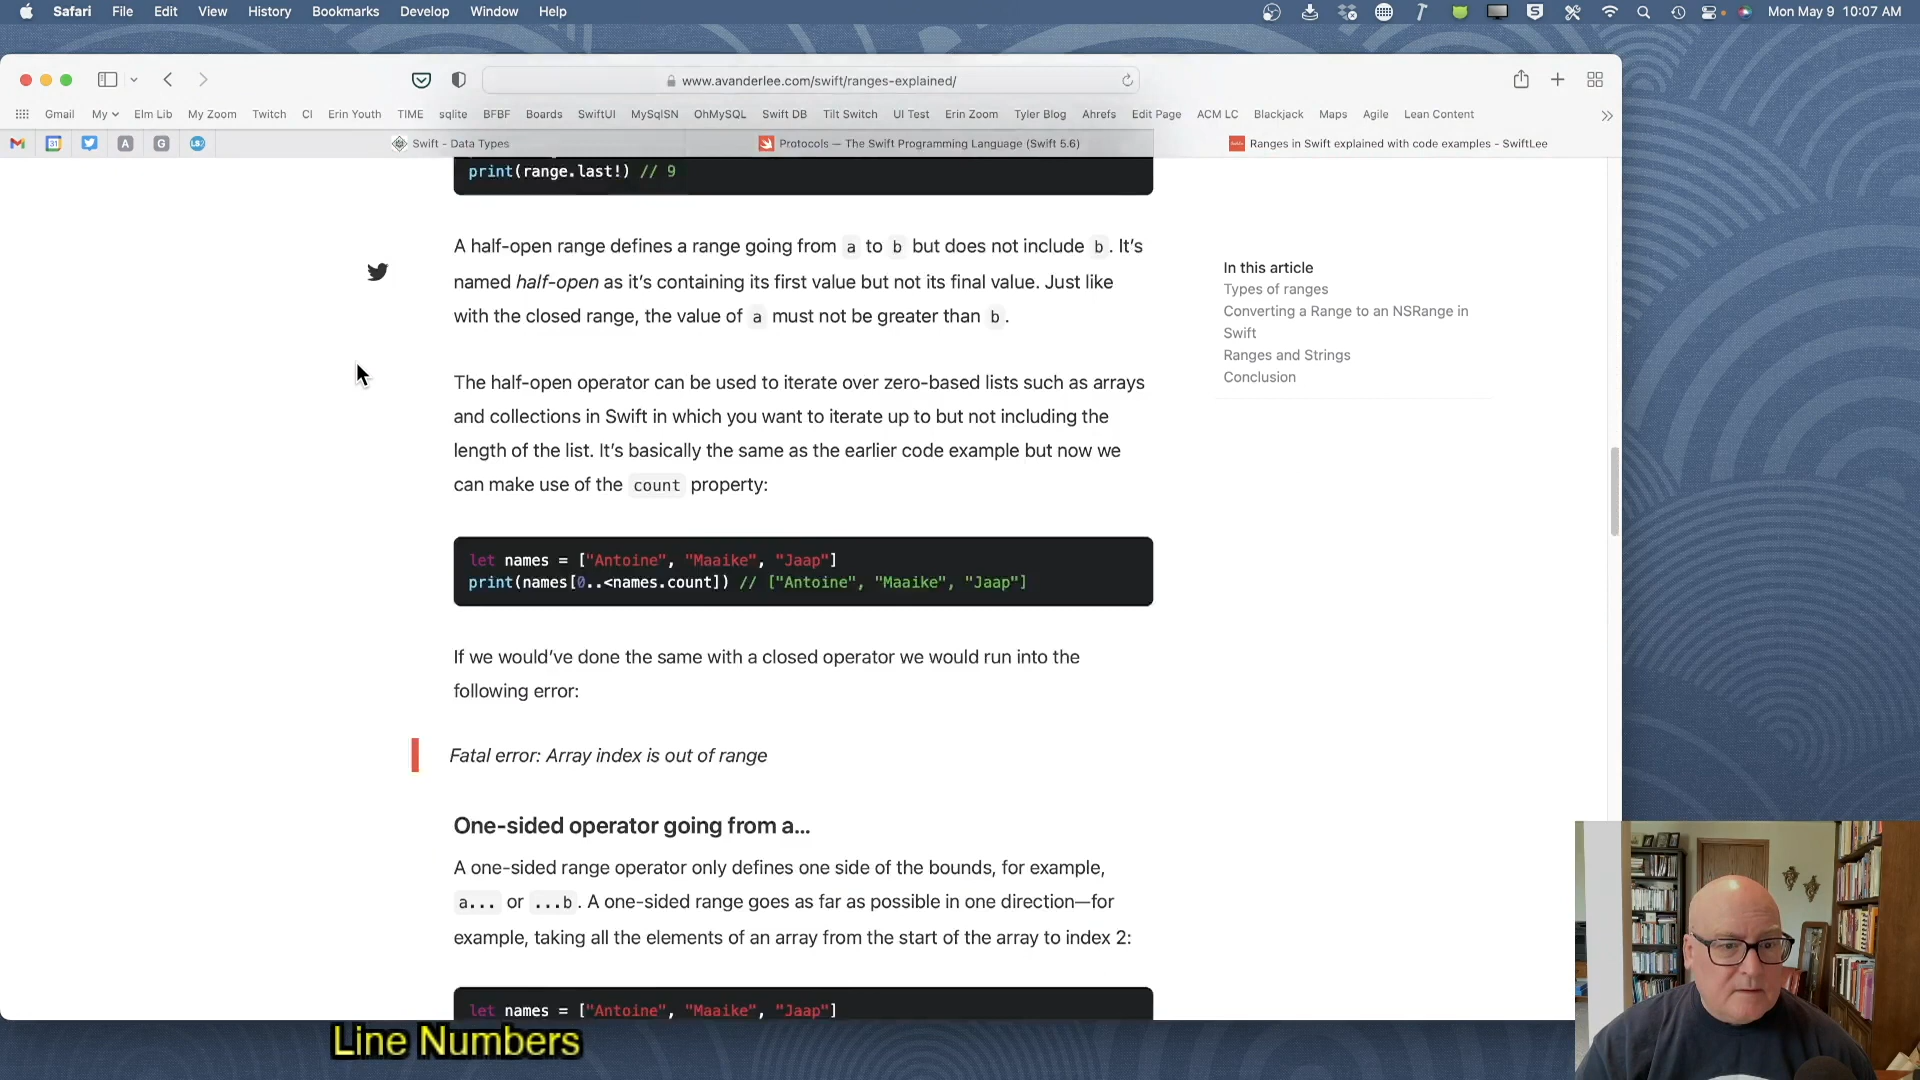 Safari File Edit View History Bookmarks Develop Window Help Mon May 9 10:07 AM
www.avanderlee.com/swift/ranges-explained/
Gmail My Elm Lib My Zoom Twitch CI Erin Youth TIME sqlite BFBF Boards SwiftUI MySqlSN OhMySQL Swift DB Tilt Switch UI Test Erin Zoom Tyler Blog Ahrefs Edit Page ACM LC Blackjack Maps Agile Lean Content
A G Swift - Data Types Protocols — The Swift Programming Language (Swift 5.6) Ranges in Swift explained with code examples - SwiftLee
print(range.last!) // 9
A half-open range defines a range going from a to b but does not include b. It's
named half-open as it's containing its first value but not its final value. Just like
with the closed range, the value of a must not be greater than b.
The half-open operator can be used to iterate over zero-based lists such as arrays
and collections in Swift in which you want to iterate up to but not including the
length of the list. It's basically the same as the earlier code example but now we
can make use of the count property:
let names = ["Antoine", "Maaike", "Jaap"]
print(names[0..<names.count]) // ["Antoine", "Maaike", "Jaap"]
If we would've done the same with a closed operator we would run into the
following error:
Fatal error: Array index is out of range
One-sided operator going from a...
A one-sided range operator only defines one side of the bounds, for example,
a... or ...b. A one-sided range goes as far as possible in one direction—for
example, taking all the elements of an array from the start of the array to index 2:
let names = ["Antoine", "Maaike", "Jaap"]
In this article
Types of ranges
Converting a Range to an NSRange in
Swift
Ranges and Strings
Conclusion
Line Numbers